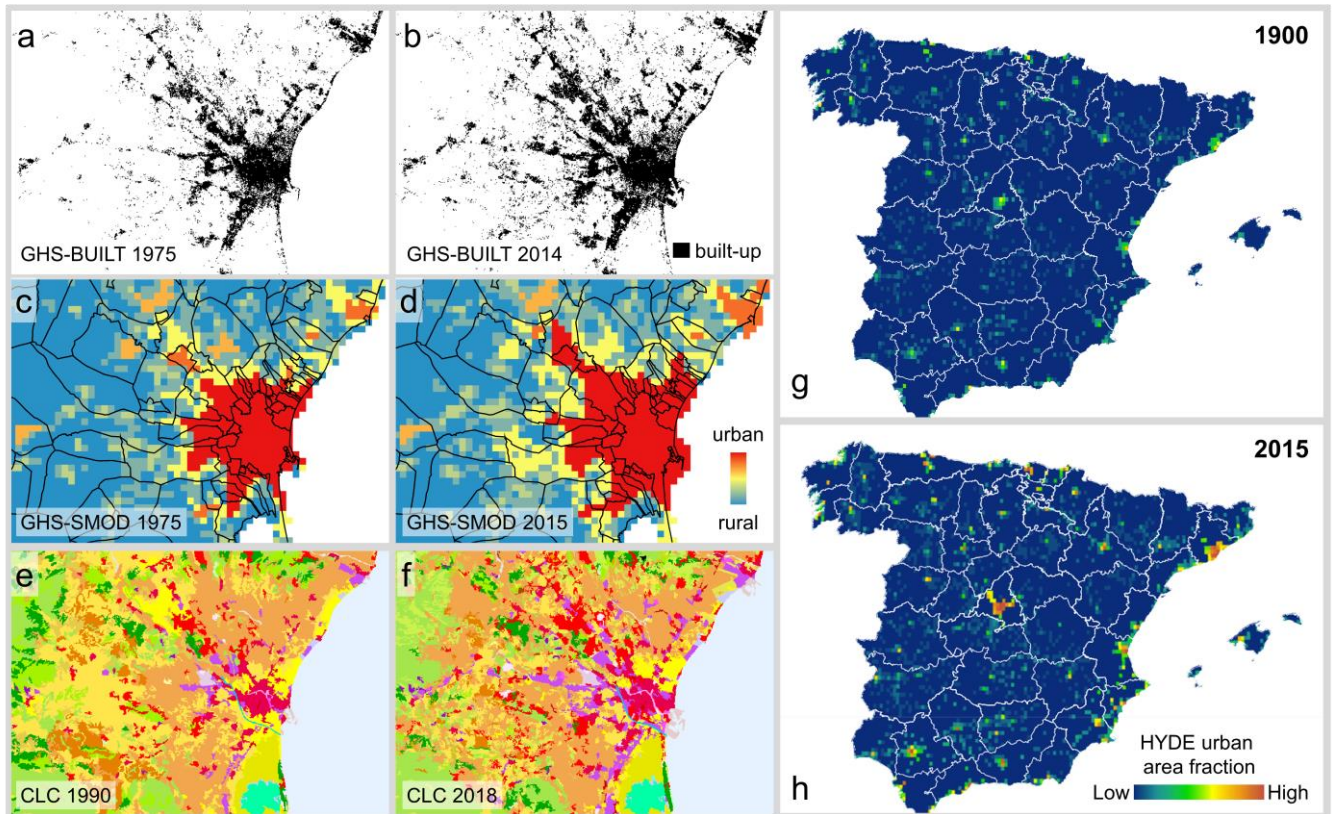 a
GHS-BUILT 1975
b
GHS-BUILT 2014
built-up
c
GHS-SMOD 1975
d
GHS-SMOD 2015
urban
rural
e
CLC 1990
f
CLC 2018
1900
g
2015
h
HYDE urban
area fraction
Low
High